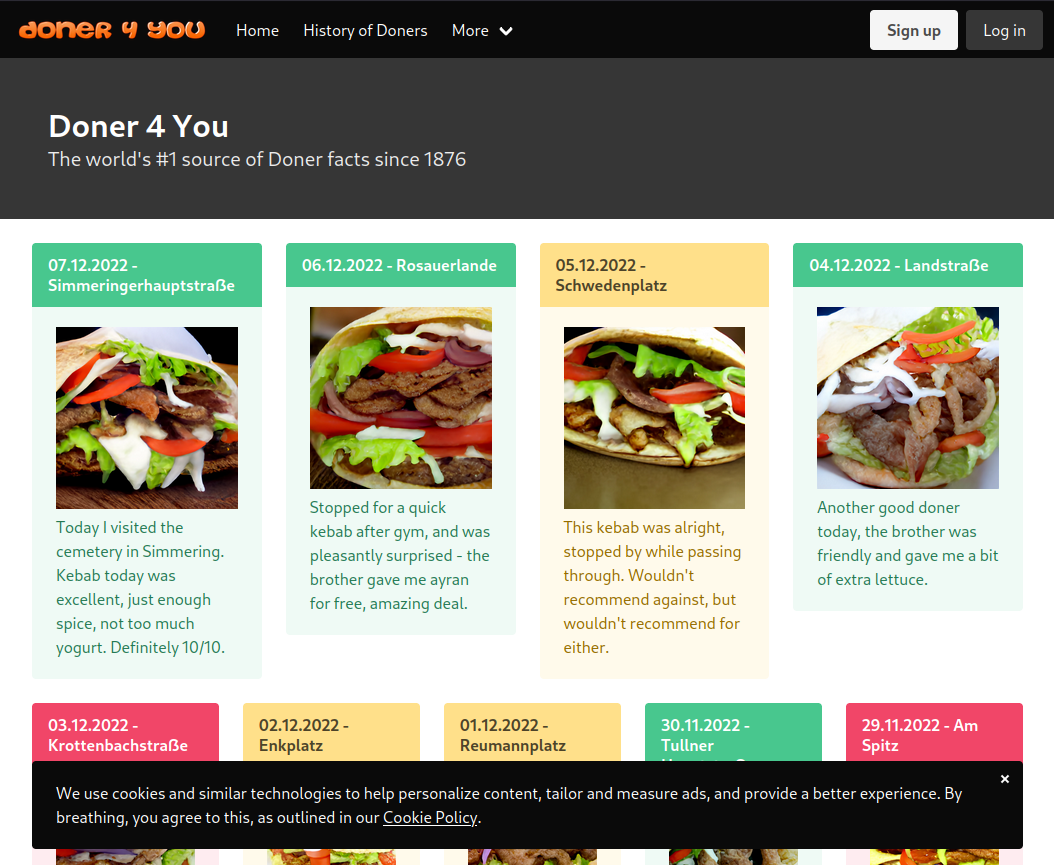 doner 4 you
Home
History of Doners
More
Sign up
Log in
Doner 4 You
The world's #1 source of Doner facts since 1876
07.12.2022 -
Simmeringerhauptstraße
Today I visited the
cemetery in Simmering.
Kebab today was
excellent, just enough
spice, not too much
yogurt. Definitely 10/10.
06.12.2022 - Rosauerlande
Stopped for a quick
kebab after gym, and was
pleasantly surprised - the
brother gave me ayran
for free, amazing deal.
05.12.2022 -
Schwedenplatz
This kebab was alright,
stopped by while passing
through. Wouldn't
recommend against, but
wouldn't recommend for
either.
04.12.2022 - Landstraße
Another good doner
today, the brother was
friendly and gave me a bit
of extra lettuce.
03.12.2022 -
Krottenbachstraße
02.12.2022 -
Enkplatz
01.12.2022 -
Reumannplatz
30.11.2022 -
Tullner
29.11.2022 - Am
Spitz
We use cookies and similar technologies to help personalize content, tailor and measure ads, and provide a better experience. By
breathing, you agree to this, as outlined in our Cookie Policy.